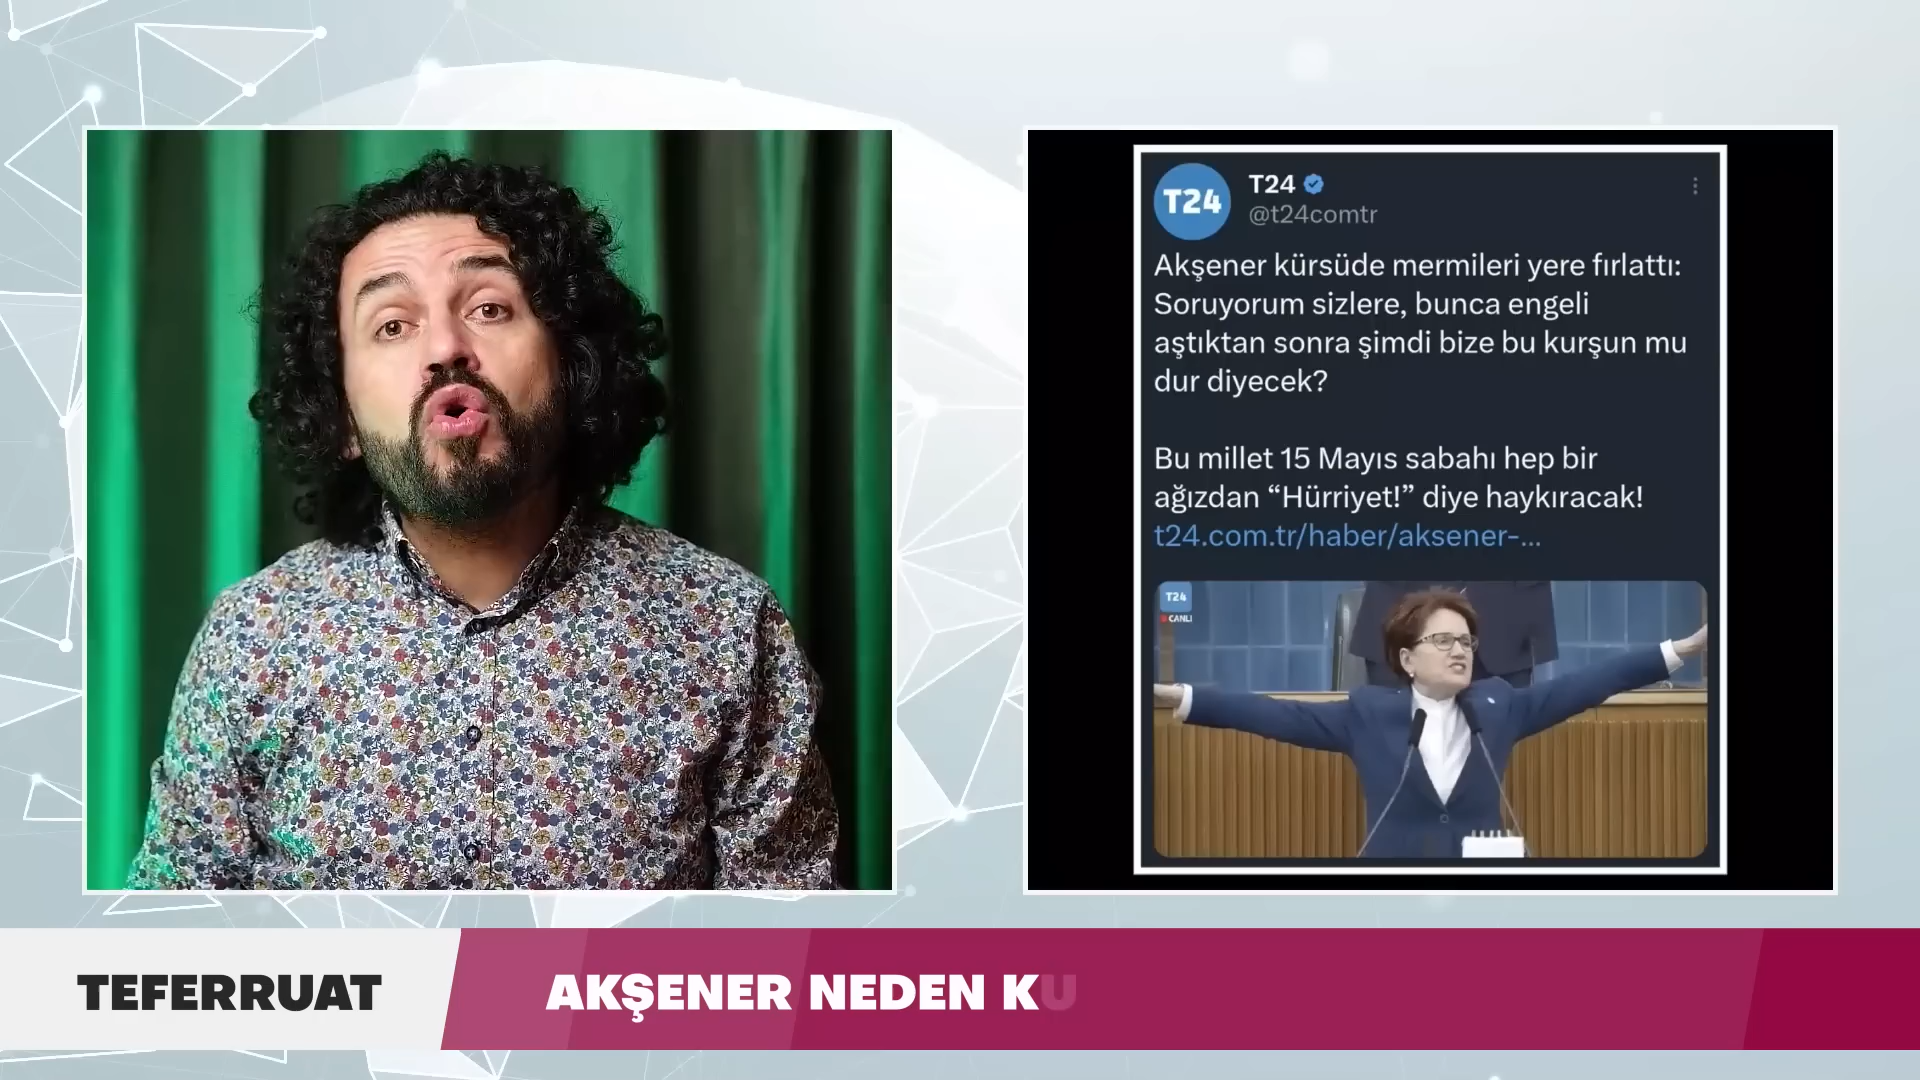 T24
T24
@t24comtr
Akşener kürsüde mermileri yere fırlattı:
Soruyorum sizlere, bunca engeli
aştıktan sonra şimdi bize bu kurşun mu
dur diyecek?
Bu millet 15 Mayıs sabahı hep bir
ağızdan “Hürriyet!” diye haykıracak!
t24.com.tr/haber/aksener-...
T24
CANLI
TEFERRUAT
AKŞENER NEDEN KU